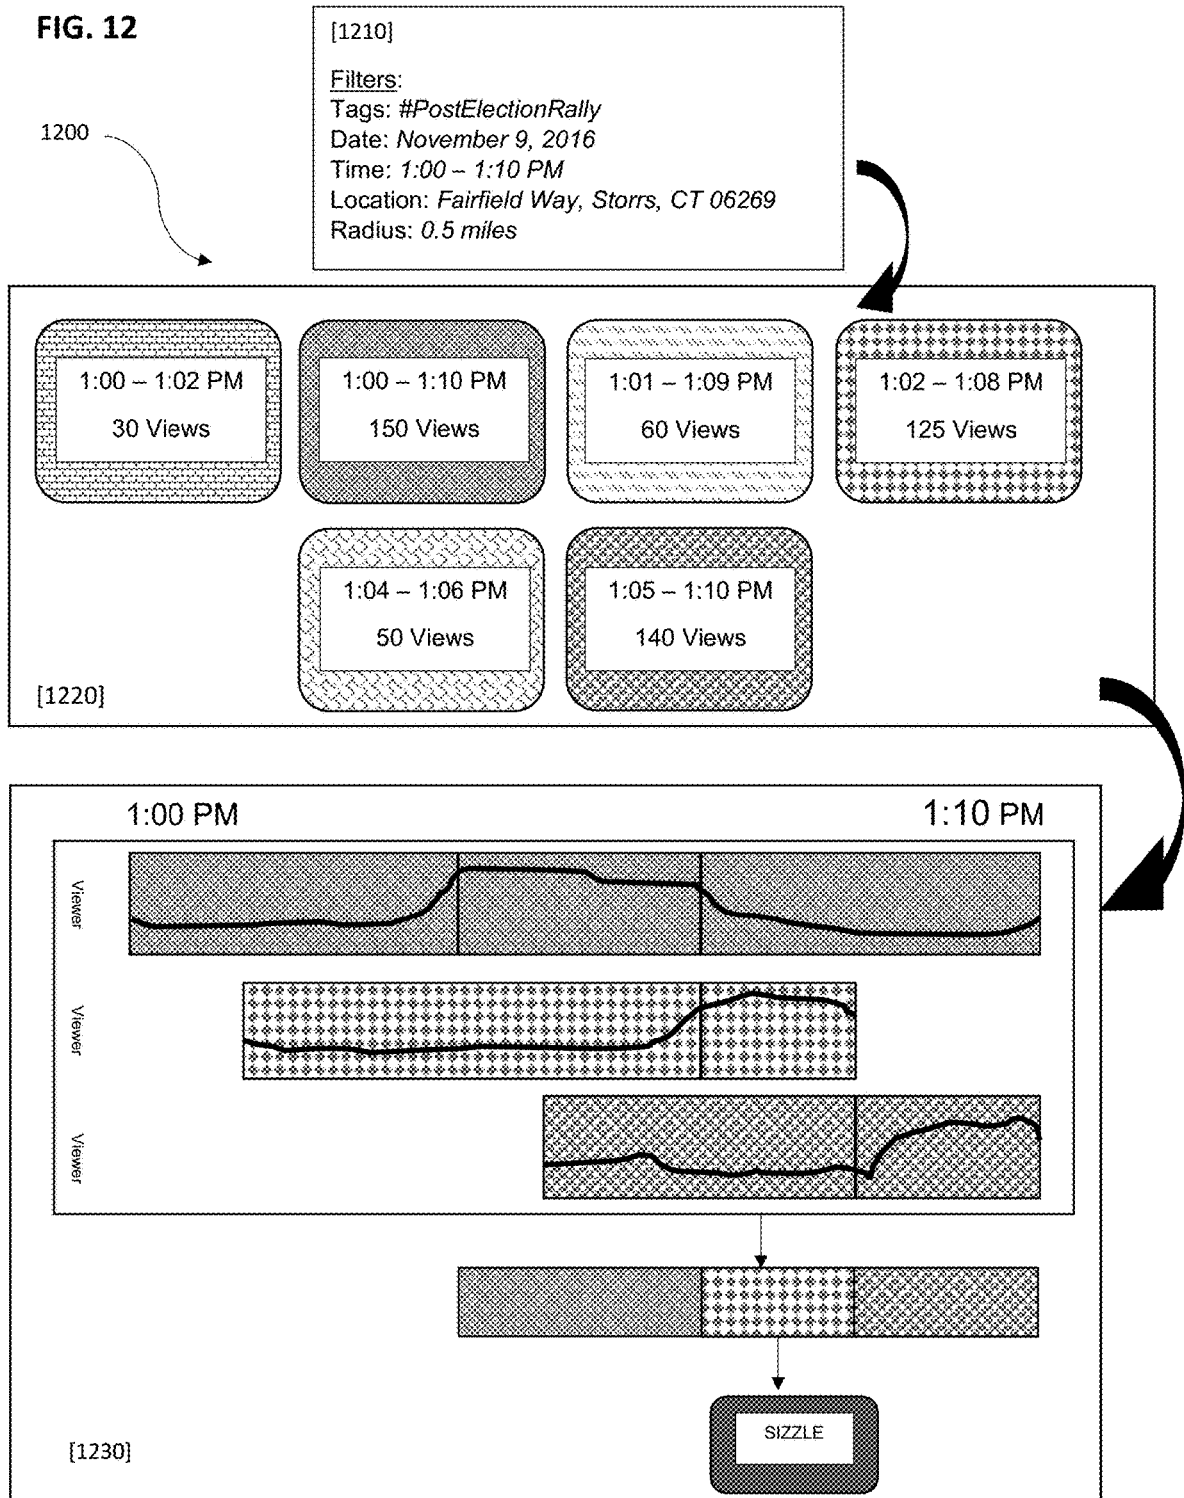 FIG. 12
[1210]
Filters:
Tags: #PostElectionRally
Date: November 9, 2016
Time: 1:00 – 1:10 PM
Location: Fairfield Way, Storrs, CT 06269
Radius: 0.5 miles
1200
1:00 – 1:02 PM
30 Views
1:00 – 1:10 PM
150 Views
1:01 – 1:09 PM
60 Views
1:02 – 1:08 PM
125 Views
1:04 – 1:06 PM
50 Views
1:05 – 1:10 PM
140 Views
[1220]
1:00 PM
1:10 PM
Viewer
Viewer
Viewer
SIZZLE
[1230]